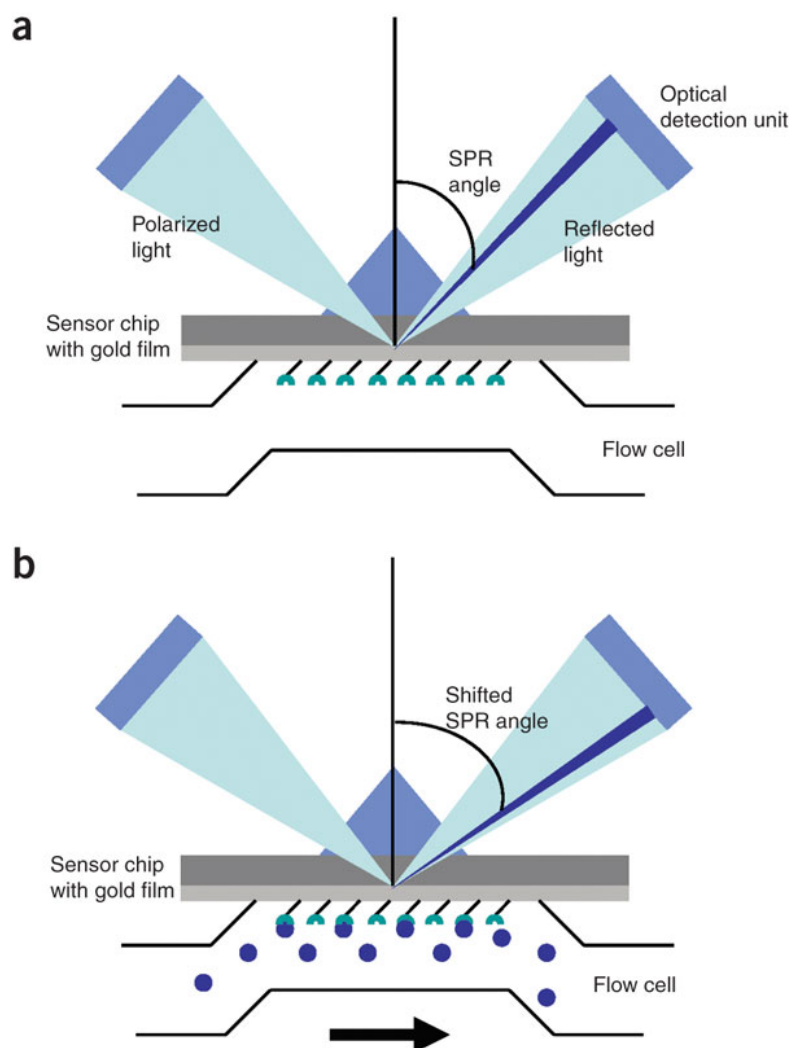 a
Optical
detection unit
SPR
angle
Polarized
light
Reflected
light
Sensor chip
with gold film
Flow cell
b
Shifted
SPR angle
Sensor chip
with gold film
Flow cell